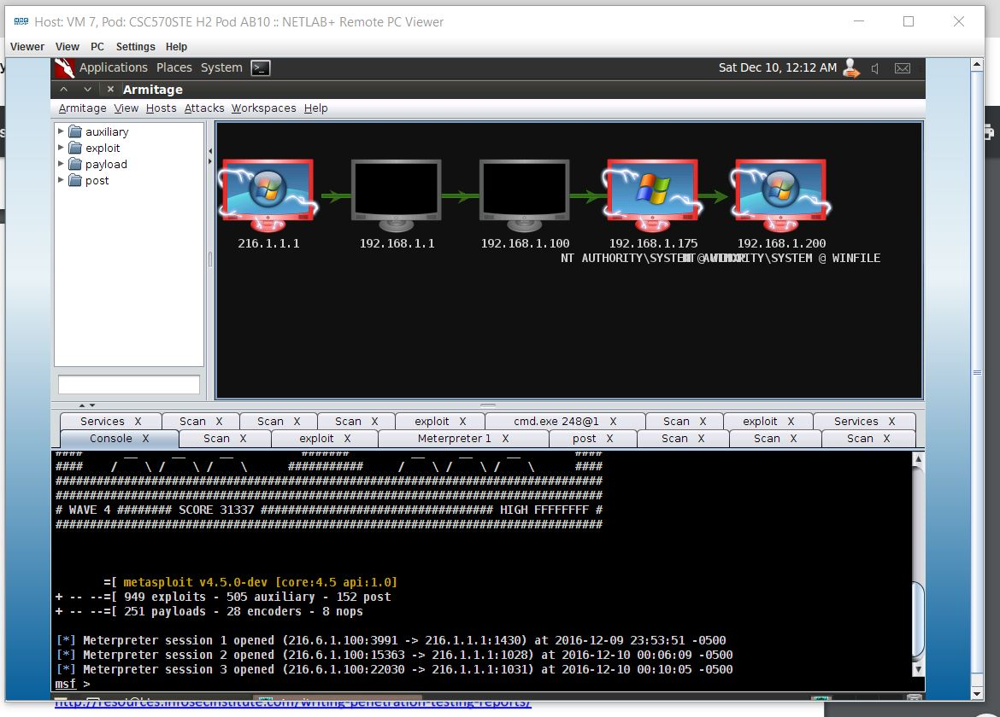 Host: VM 7, Pod: CSC570STE H2 Pod AB10 :: NETLAB+ Remote PC Viewer
Viewer View PC Settings Help
Applications Places System Sat Dec 10, 12:12 AM
Armitage
Armitage View Hosts Attacks Workspaces Help
auxiliary
exploit
payload
post
216.1.1.1 192.168.1.1 192.168.1.100 192.168.1.175 192.168.1.200
NT AUTHORITY\SYSTEM @ WINFILE
Services X Scan X Scan X Scan X exploit X cmd.exe 248@1 X Scan X exploit X Services X
Console X Scan X exploit X Meterpreter 1 X post X Scan X Scan X Scan X
#### __ __ __ ####### __ __ __ ####
#### / \ / \ / \ ########### / \ / \ / \ ####
################################################################################
################################################################################
# WAVE 4 ######## SCORE 31337 ################################## HIGH FFFFFFFF #
################################################################################
=[ metasploit v4.5.0-dev [core:4.5 api:1.0]
+ -- --=[ 949 exploits - 505 auxiliary - 152 post
+ -- --=[ 251 payloads - 28 encoders - 8 nops
[*] Meterpreter session 1 opened (216.6.1.100:3991 -> 216.1.1.1:1430) at 2016-12-09 23:53:51 -0500
[*] Meterpreter session 2 opened (216.6.1.100:15363 -> 216.1.1.1:1028) at 2016-12-10 00:06:09 -0500
[*] Meterpreter session 3 opened (216.6.1.100:22030 -> 216.1.1.1:1031) at 2016-12-10 00:10:05 -0500
msf >
http://resources.infosecinstitute.com/writing-penetration-testing-reports/